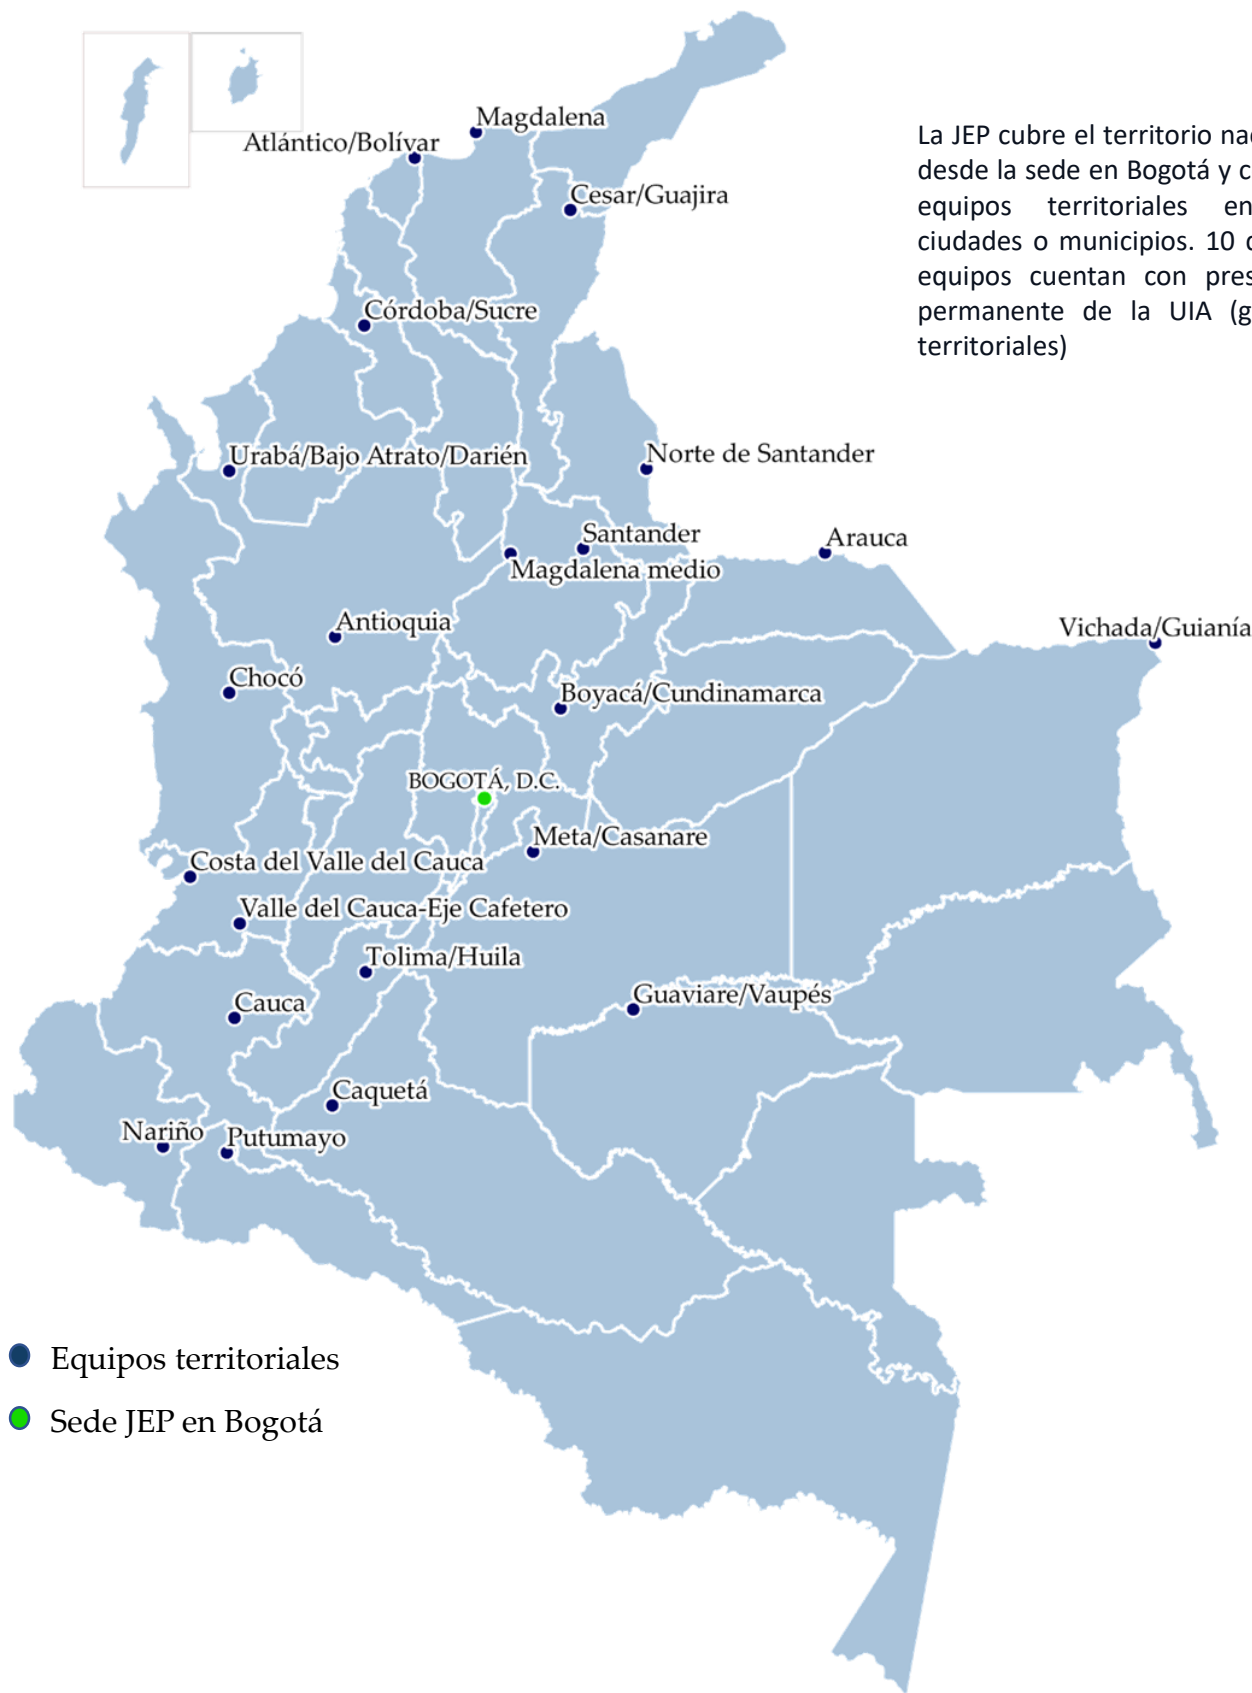 Magdalena
Atlántico/Bolívar
La JEP cubre el territorio
desde la sede en Bogotá y
Cesar/Guajira
equipos territoriales en
ciudades o municipios. 10
equipos cuentan con
permanente de la UIA
territoriales)
Córdoba/Sucre
Urabá/Bajo Atrato/Darién
Norte de Santander
Santander
Arauca
Magdalena medio
Antioquia
Vichada/Guianía
Chocó
Boyacá/Cundinamarca
BOGOTÁ, D.C.
Meta/Casanare
Costa del Valle del Cauca
Valle del Cauca-Eje Cafetero
Tolima/Huila
Guaviare/Vaupés
Cauca
Caquetá
Nariño
Putumayo
Equipos territoriales
Sede JEP en Bogotá